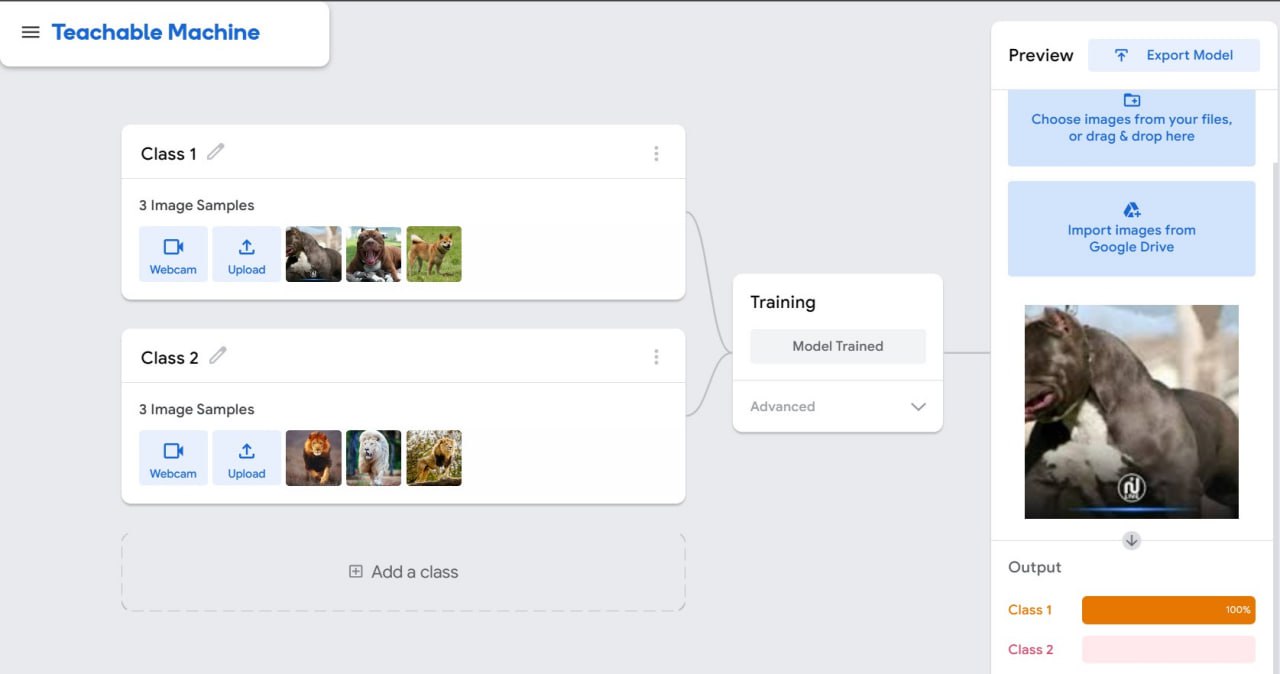 Teachable Machine
Class 1
3 Image Samples
Webcam
Upload
Class 2
3 Image Samples
Webcam
Upload
Add a class
Training
Model Trained
Advanced
Preview
Export Model
Choose images from your files,
or drag & drop here
Import images from
Google Drive
LIVE
Output
Class 1
100%
Class 2